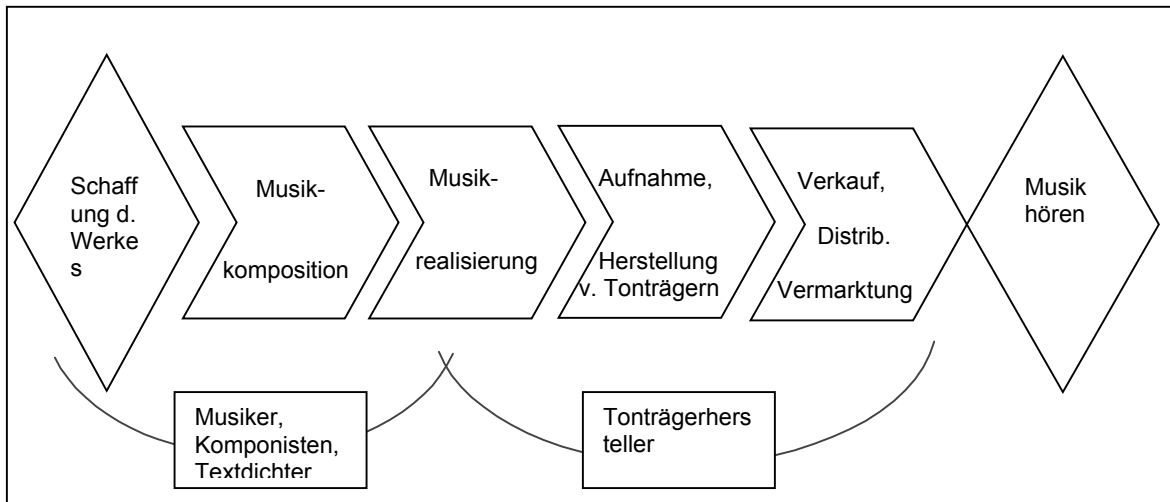 Schaff
ung d.
Werke
s
Musik-
komposition
Musik-
realisierung
Aufnahme,
Herstellung
v. Tonträgern
Verkauf,
Distrib.
Vermarktung
Musik
hören
Musiker,
Komponisten,
Textdichter
Tonträgerhers
teller